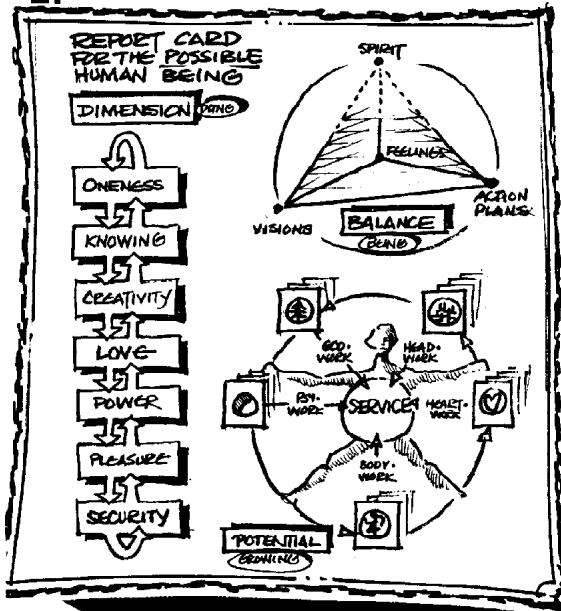 REPORT CARD
FOR THE POSSIBLE
HUMAN BEING
DIMENSION
ONENESS
KNOWING
CREATIVITY
LOVE
POWER
PLEASURE
SECURITY
SPIRIT
FEELINGS
VISIONS
ACTION
PLANS
BALANCE
BEING
ECO-
WORK
HEAD-
WORK
PSY-
WORK
SERVICE
HEART-
WORK
BODY-
WORK
POTENTIAL
GROWING